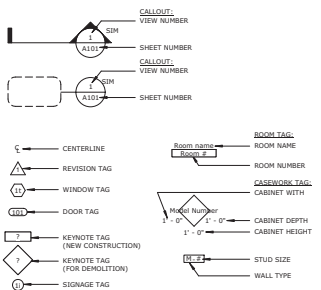 CALLOUT:
VIEW NUMBER
SIM
1
A101
SHEET NUMBER
CALLOUT:
VIEW NUMBER
SIM
1
A101
SHEET NUMBER
℄ CENTERLINE
1 REVISION TAG
1t WINDOW TAG
101 DOOR TAG
? KEYNOTE TAG
(NEW CONSTRUCTION)
? KEYNOTE TAG
(FOR DEMOLITION)
1i SIGNAGE TAG
ROOM TAG:
Room name ROOM NAME
Room #
ROOM NUMBER
CASEWORK TAG:
CABINET WITH
Model Number
1' - 0" 1' - 0" CABINET DEPTH
1' - 0" CABINET HEIGHT
M-# STUD SIZE
WALL TYPE